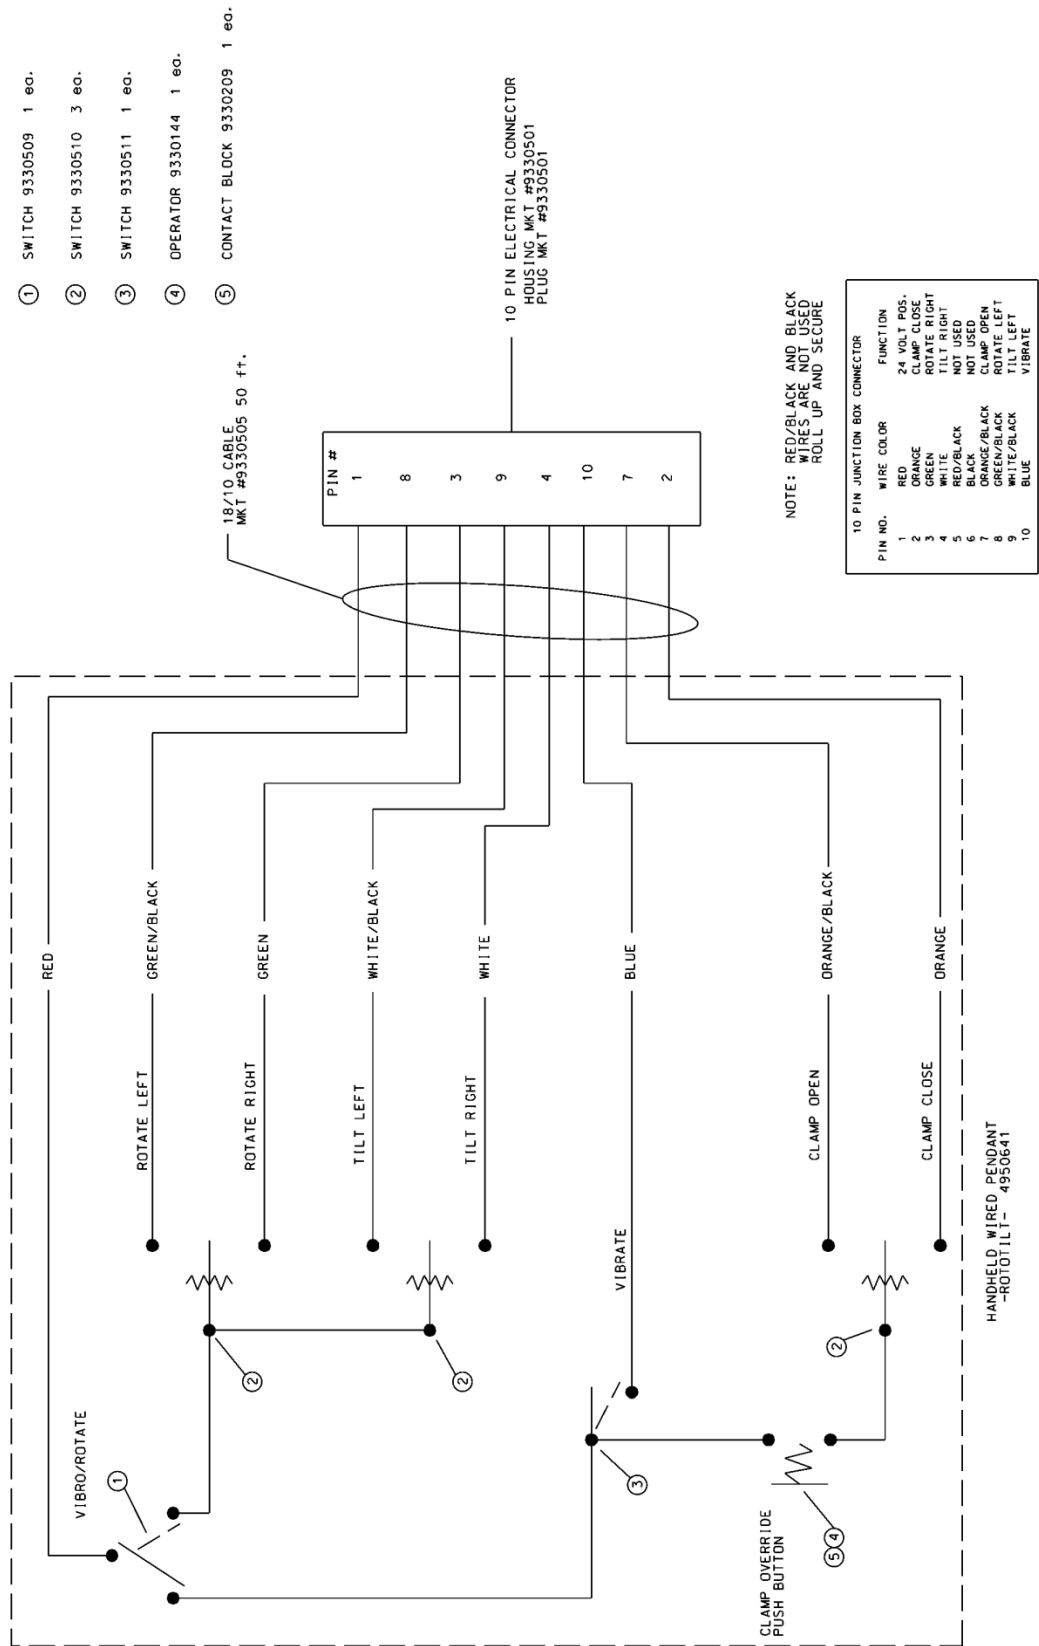 ① SWITCH 9330509 1 ea.
② SWITCH 9330510 3 ea.
③ SWITCH 9330511 1 ea.
④ OPERATOR 9330144 1 ea.
⑤ CONTACT BLOCK 9330209 1 ea.
18/10 CABLE
MKT #9330505 50 ft.
10 PIN ELECTRICAL CONNECTOR
HOUSING MKT #9330501
PLUG MKT #9330501
PIN #
1
8
3
9
4
10
7
2
VIBRO/ROTATE
①
RED
ROTATE LEFT
GREEN/BLACK
②
ROTATE RIGHT
GREEN
TILT LEFT
WHITE/BLACK
②
TILT RIGHT
WHITE
VIBRATE
BLUE
③
CLAMP OVERRIDE
PUSH BUTTON
⑤④
CLAMP OPEN
ORANGE/BLACK
②
CLAMP CLOSE
ORANGE
HANDHELD WIRED PENDANT
-ROTOTILT- 4950641
NOTE: RED/BLACK AND BLACK
WIRES ARE NOT USED
ROLL UP AND SECURE
10 PIN JUNCTION BOX CONNECTOR
PIN NO. WIRE COLOR FUNCTION
1 RED 24 VOLT POS.
2 ORANGE CLAMP CLOSE
3 GREEN ROTATE RIGHT
4 WHITE TILT RIGHT
5 RED/BLACK NOT USED
6 BLACK NOT USED
7 ORANGE/BLACK CLAMP OPEN
8 GREEN/BLACK ROTATE LEFT
9 WHITE/BLACK TILT LEFT
10 BLUE VIBRATE